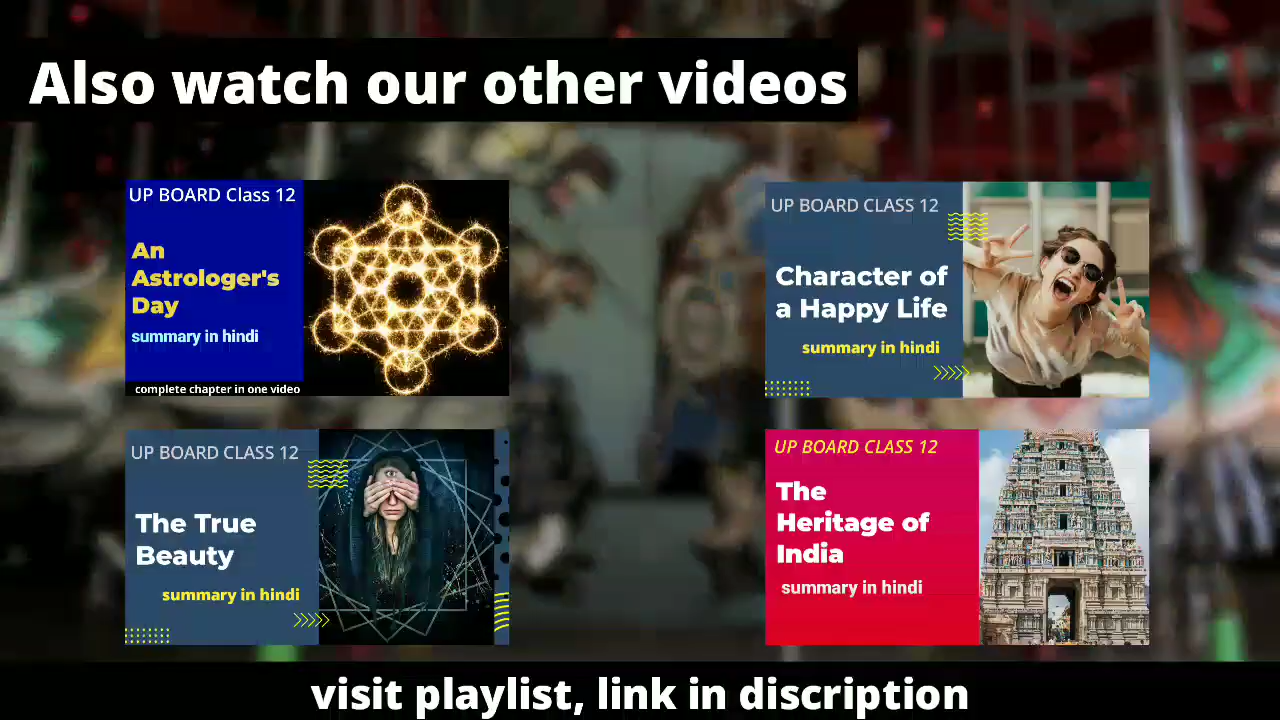 Also watch our other videos
UP BOARD Class 12
An
Astrologer's
Day
summary in hindi
complete chapter in one video
UP BOARD CLASS 12
Character of
a Happy Life
summary in hindi
UP BOARD CLASS 12
The True
Beauty
summary in hindi
UP BOARD CLASS 12
The
Heritage of
India
summary in hindi
visit playlist, link in discription